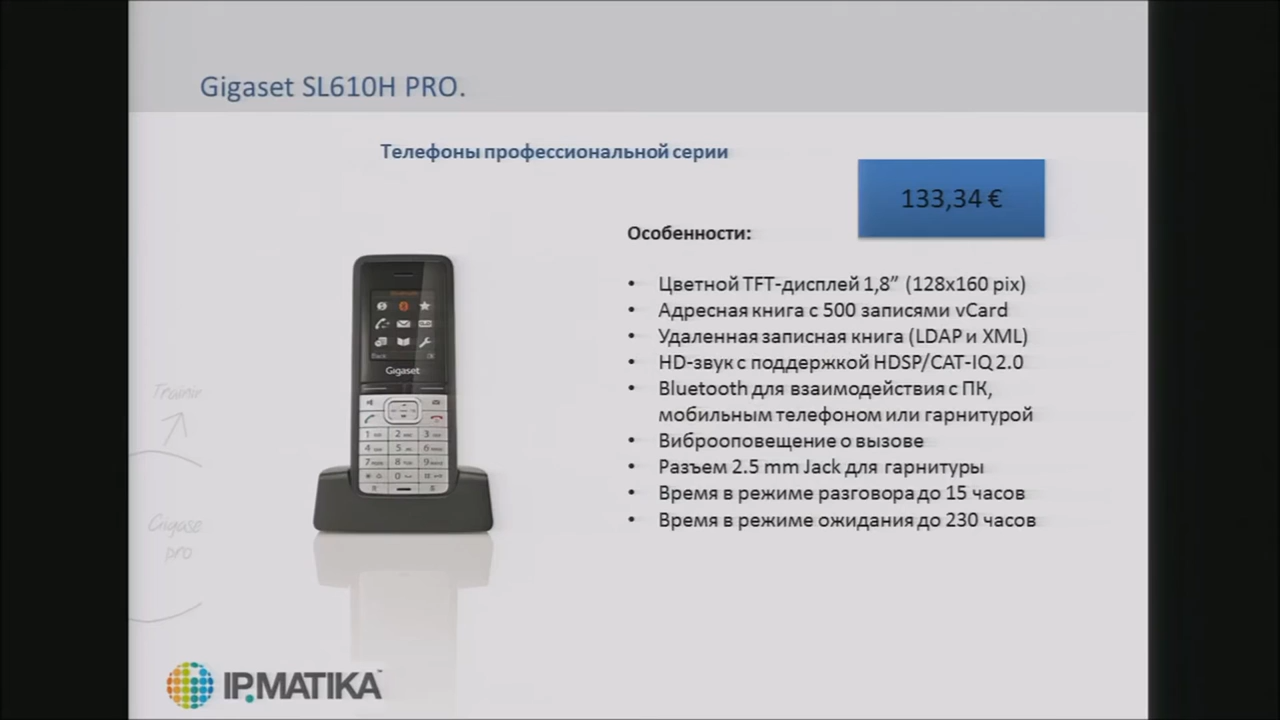 Gigaset SL610H PRO.
Телефоны профессиональной серии
133,34 €
Особенности:
• Цветной TFT-дисплей 1,8” (128x160 pix)
• Адресная книга с 500 записями vCard
• Удаленная записная книга (LDAP и XML)
• HD-звук с поддержкой HDSP/CAT-IQ 2.0
• Bluetooth для взаимодействия с ПК,
мобильным телефоном или гарнитурой
• Виброоповещение о вызове
• Разъем 2.5 mm Jack для гарнитуры
• Время в режиме разговора до 15 часов
• Время в режиме ожидания до 230 часов
Gigaset
pro
IPMATIKA